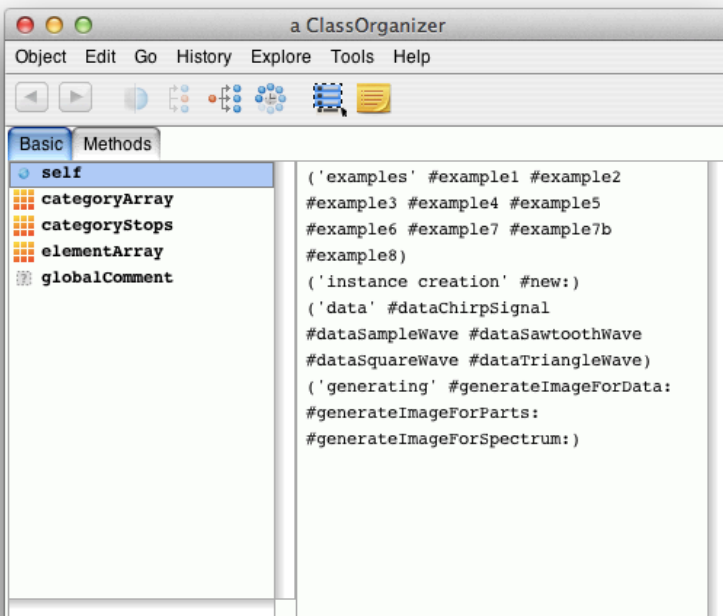 a ClassOrganizer
Object Edit Go History Explore Tools Help
Basic Methods
self
categoryArray
categoryStops
elementArray
globalComment
('examples' #example1 #example2
#example3 #example4 #example5
#example6 #example7 #example7b
#example8)
('instance creation' #new:)
('data' #dataChirpSignal
#dataSampleWave #dataSawtoothWave
#dataSquareWave #dataTriangleWave)
('generating' #generateImageForData:
#generateImageForParts:
#generateImageForSpectrum:)